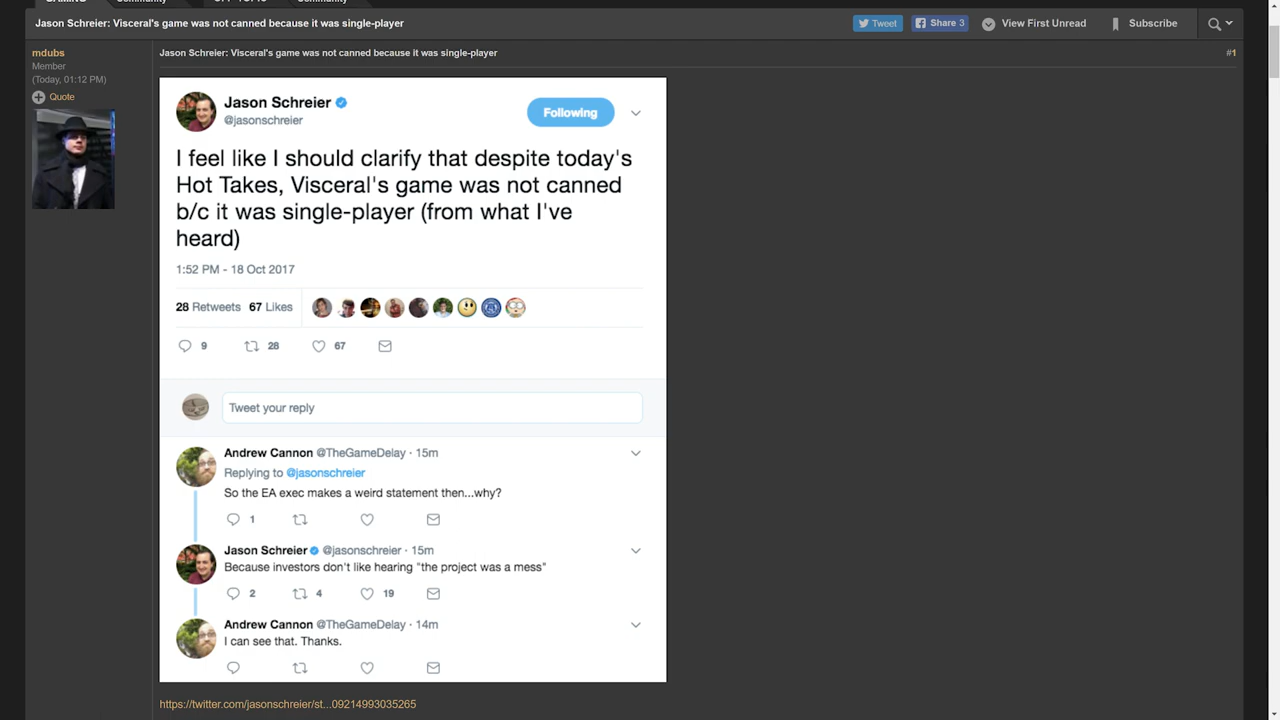 GAMING Community OFF TOPIC Community
Jason Schreier: Visceral's game was not canned because it was single-player
Tweet
Share 3
View First Unread
Subscribe
mdubs
Member
(Today, 01:12 PM)
Quote
Jason Schreier: Visceral's game was not canned because it was single-player
#1
Jason Schreier
@jasonschreier
Following
I feel like I should clarify that despite today's
Hot Takes, Visceral's game was not canned
b/c it was single-player (from what I've
heard)
1:52 PM - 18 Oct 2017
28 Retweets 67 Likes
9 28 67
Tweet your reply
Andrew Cannon @TheGameDelay · 15m
Replying to @jasonschreier
So the EA exec makes a weird statement then...why?
1
Jason Schreier @jasonschreier · 15m
Because investors don't like hearing "the project was a mess"
2 4 19
Andrew Cannon @TheGameDelay · 14m
I can see that. Thanks.
https://twitter.com/jasonschreier/st...09214993035265